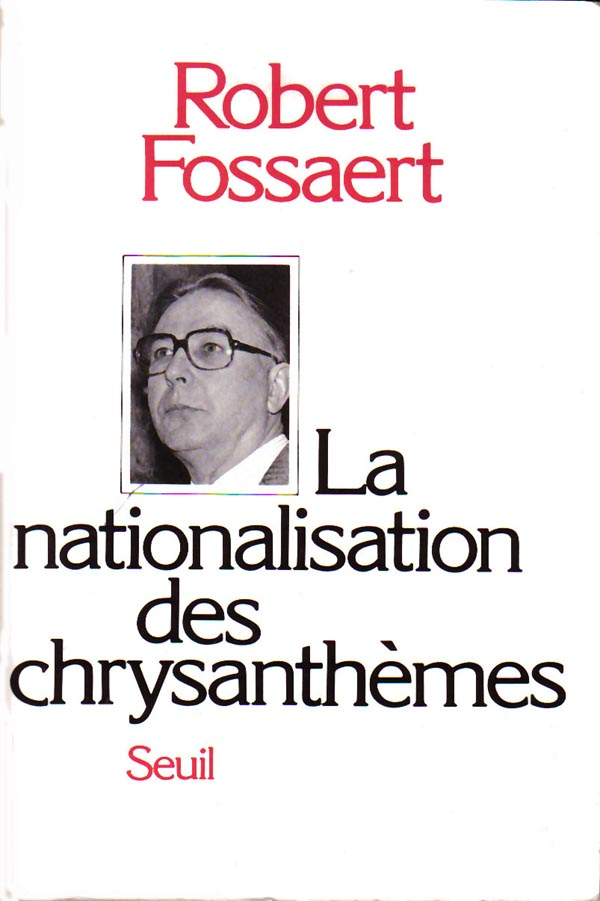 Robert
Fossaert
La
nationalisation
des
chrysanthèmes
Seuil